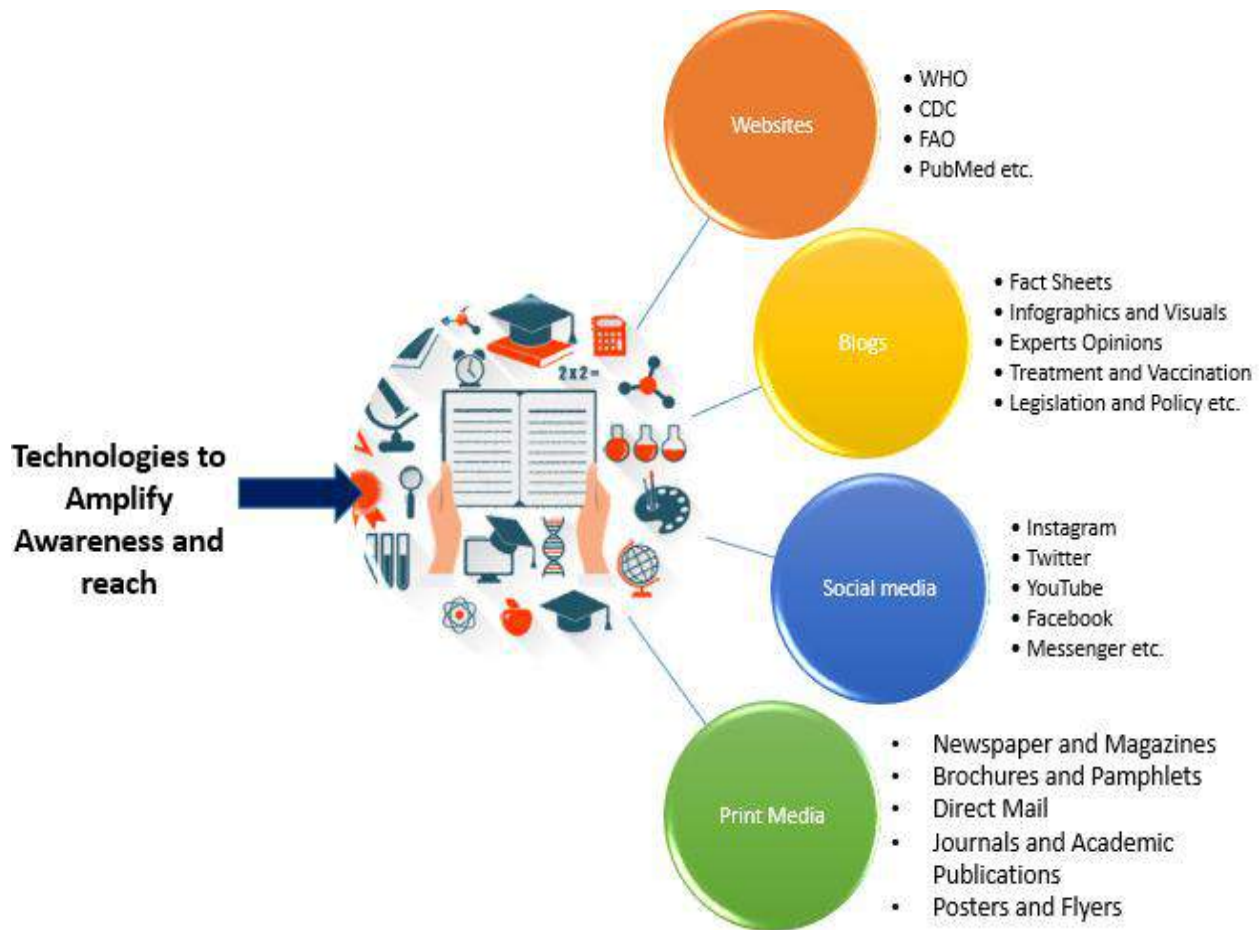 Technologies to
Amplify
Awareness and
reach
2x2=
Websites
• WHO
• CDC
• FAO
• PubMed etc.
Blogs
• Fact Sheets
• Infographics and Visuals
• Experts Opinions
• Treatment and Vaccination
• Legislation and Policy etc.
Social media
• Instagram
• Twitter
• YouTube
• Facebook
• Messenger etc.
Print Media
• Newspaper and Magazines
• Brochures and Pamphlets
• Direct Mail
• Journals and Academic
Publications
• Posters and Flyers